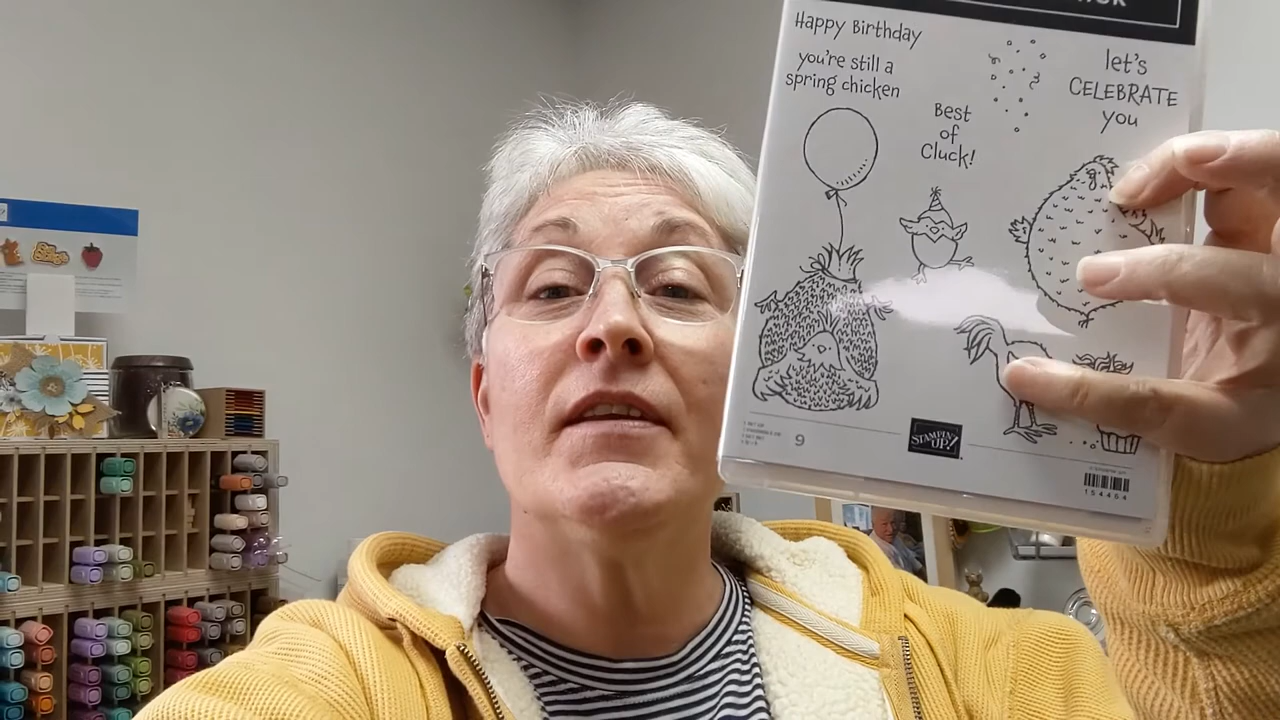 Happy Birthday
you're still a
spring chicken
let's
CELEBRATE
you
Best
of
Cluck!
9
STAMPIN' UP!
154464